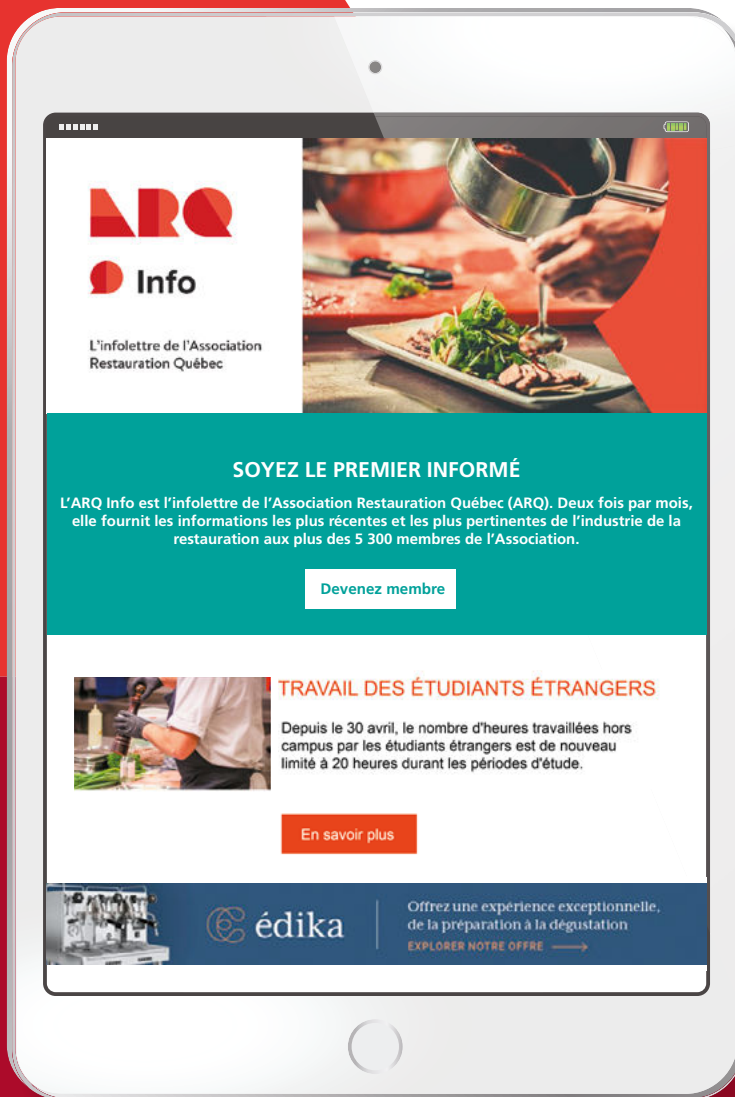 ARQ
Info
L'infolettre de l'Association
Restauration Québec
SOYEZ LE PREMIER INFORMÉ
L'ARQ Info est l'infolettre de l'Association Restauration Québec (ARQ). Deux fois par mois,
elle fournit les informations les plus récentes et les plus pertinentes de l'industrie de la
restauration aux plus des 5 300 membres de l'Association.
Devenez membre
TRAVAIL DES ÉTUDIANTS ÉTRANGERS
Depuis le 30 avril, le nombre d'heures travaillées hors
campus par les étudiants étrangers est de nouveau
limité à 20 heures durant les périodes d'étude.
En savoir plus
édika
Offrez une expérience exceptionnelle,
de la préparation à la dégustation
EXPLORER NOTRE OFFRE